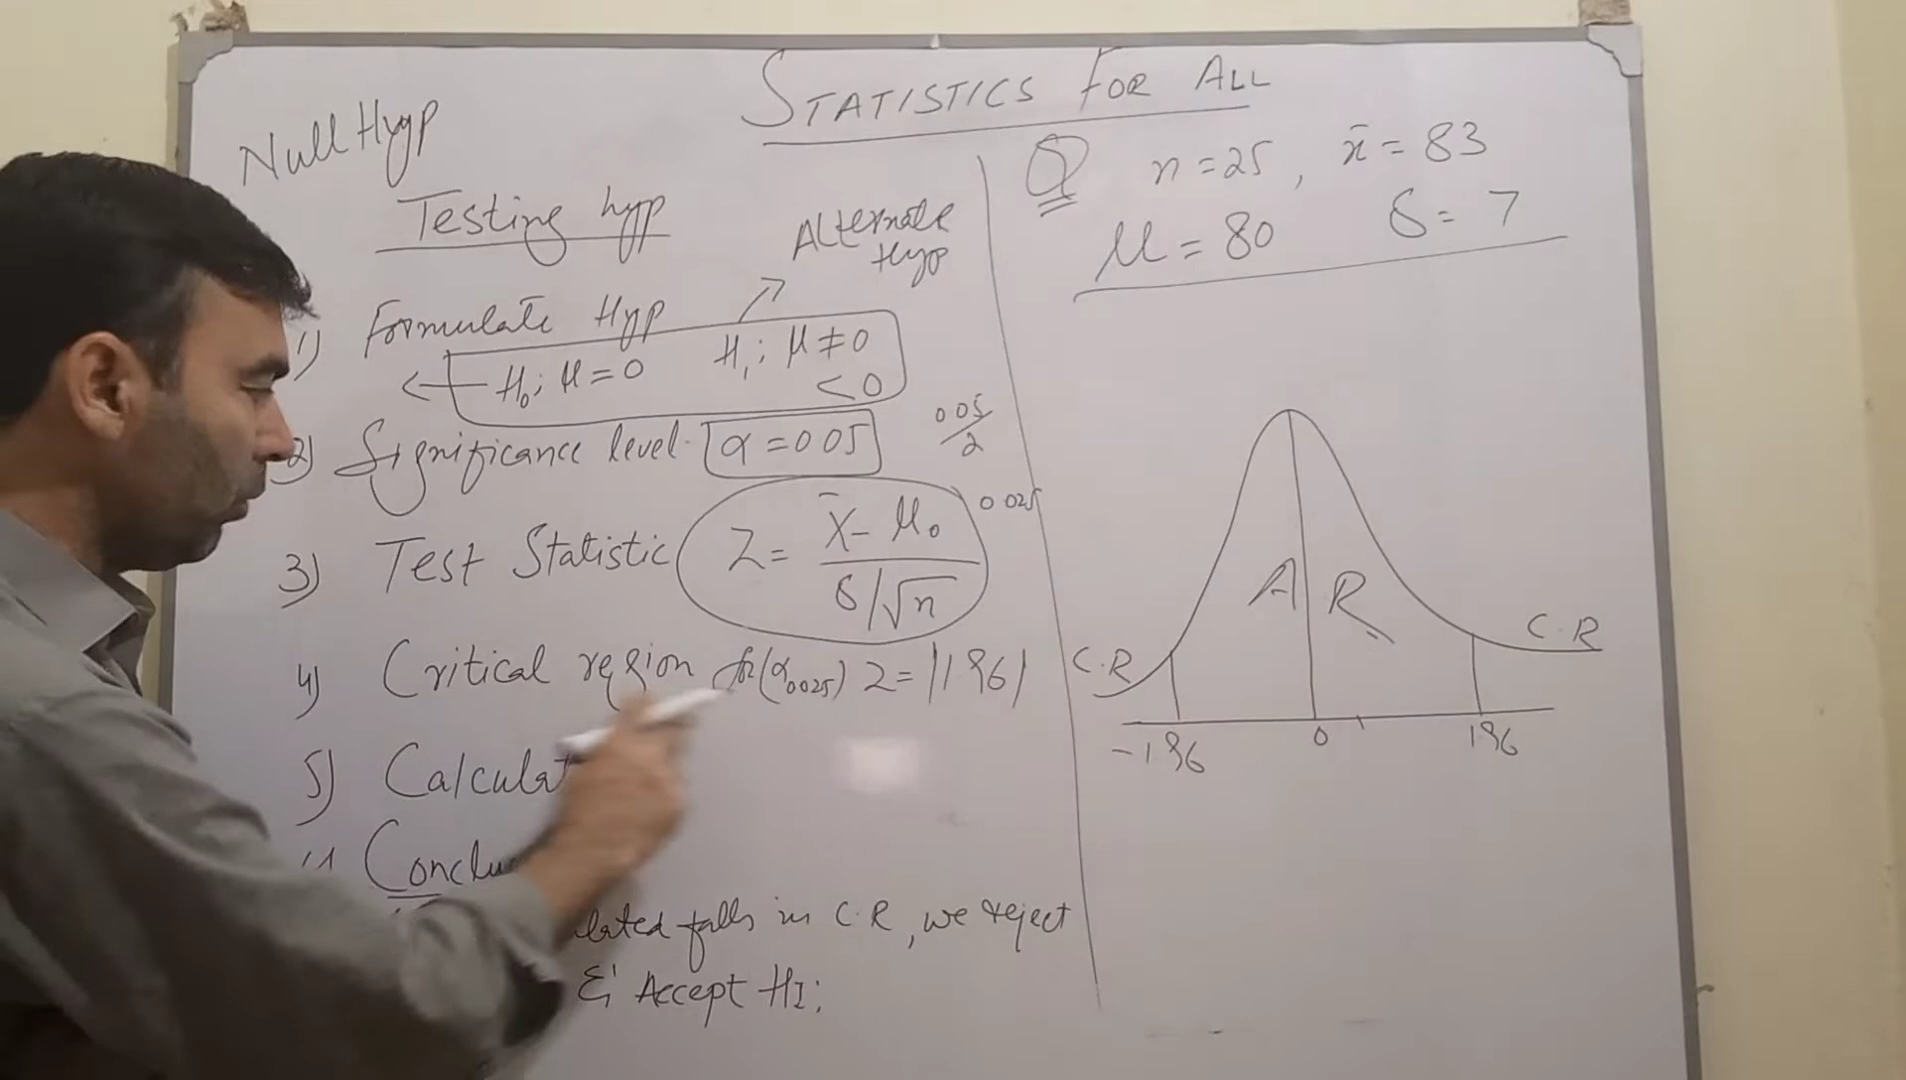 STATISTICS FOR ALL
Null Hyp
Testing hyp
Alternate
Hyp
1) Formulate Hyp
H₀; μ = 0 H₁; μ ≠ 0
< 0
2) Significance level α = 0.05
0.05/2
0.025
3) Test Statistic Z = (X̄ - μ₀) / (σ/√n)
4) Critical region for (α₀.₀₂₅) Z = |1.96|
5) Calculat
Conclu
lated falls in C.R, we reject
& Accept H1;
Q n = 25, x̄ = 83
μ = 80 σ = 7
A R
C.R C.R
-1.96 0 1.96